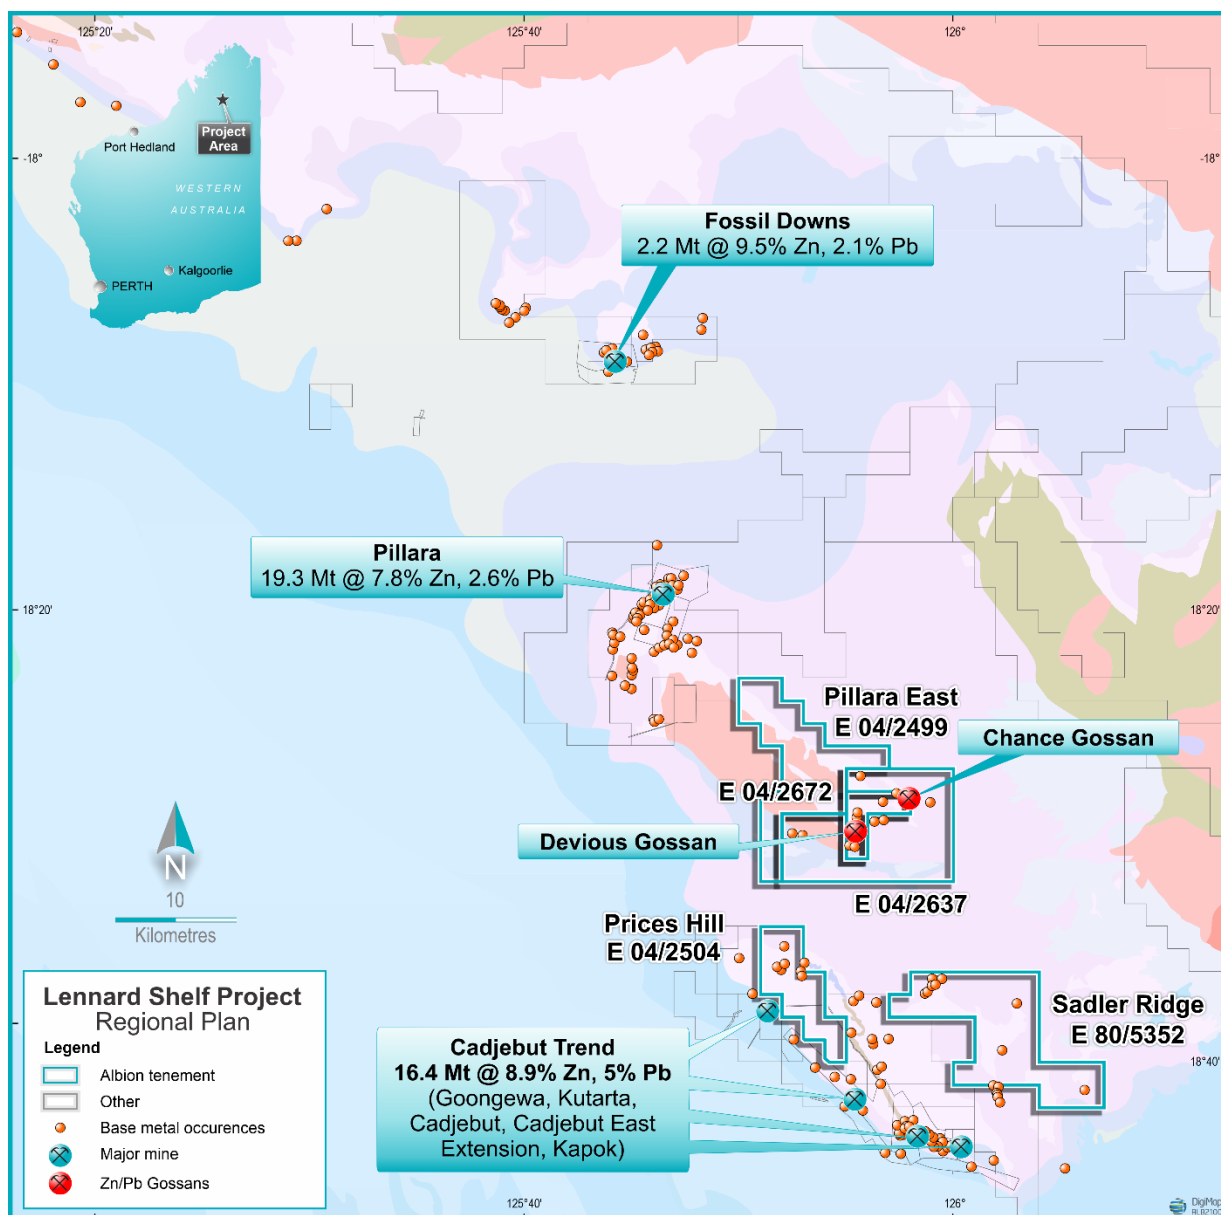 125°20'
125°40'
126°
Port Hedland
Project
Area
-18°
-18°
WESTERN
AUSTRALIA
Kalgoorlie
PERTH
Fossil Downs
2.2 Mt @ 9.5% Zn, 2.1% Pb
Pillara
19.3 Mt @ 7.8% Zn, 2.6% Pb
18°20'
18°20'
Pillara East
E 04/2499
Chance Gossan
E 04/2672
Devious Gossan
E 04/2637
N
10
Kilometres
Prices Hill
E 04/2504
Sadler Ridge
E 80/5352
18°40'
Cadjebut Trend
16.4 Mt @ 8.9% Zn, 5% Pb
(Goongewa, Kutarta,
Cadjebut, Cadjebut East
Extension, Kapok)
Lennard Shelf Project
Regional Plan
Legend
Albion tenement
Other
Base metal occurences
Major mine
Zn/Pb Gossans
125°40'
126°
DigiMap